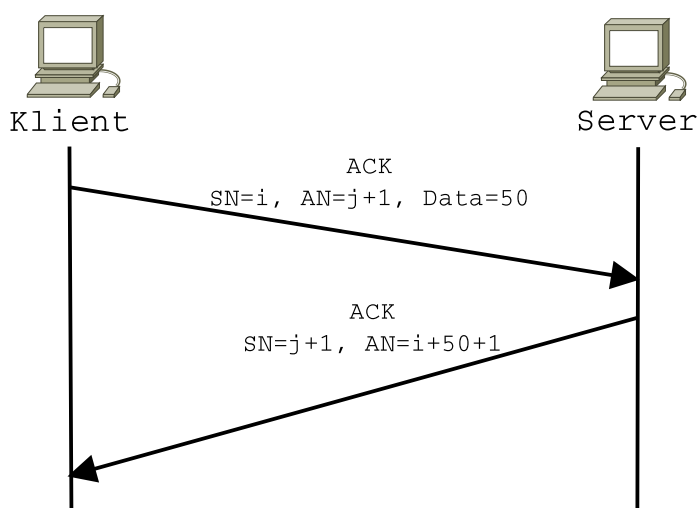 Klient
Server
ACK
SN=i, AN=j+1, Data=50
ACK
SN=j+1, AN=i+50+1